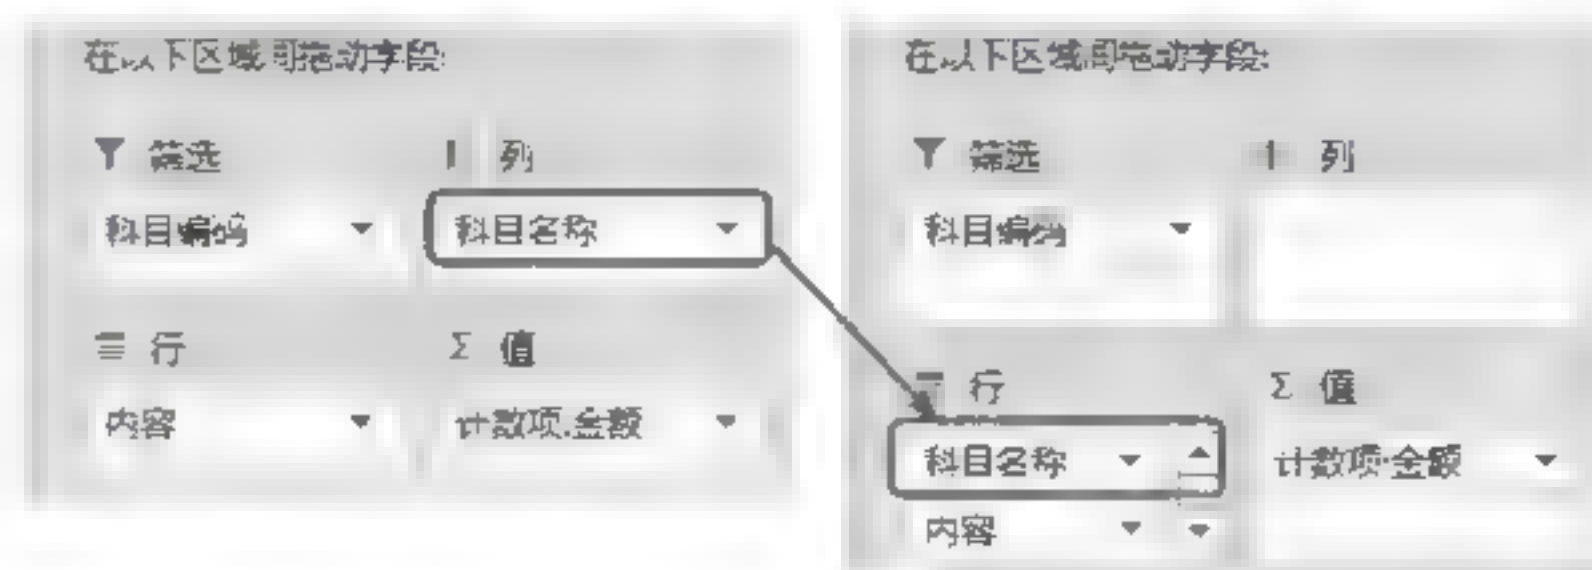 在以下区域间拖动字段:
筛选
列
科目编码
科目名称
行
Σ 值
内容
计数项:金额
在以下区域间拖动字段:
筛选
列
科目编码
行
Σ 值
科目名称
计数项:金额
内容